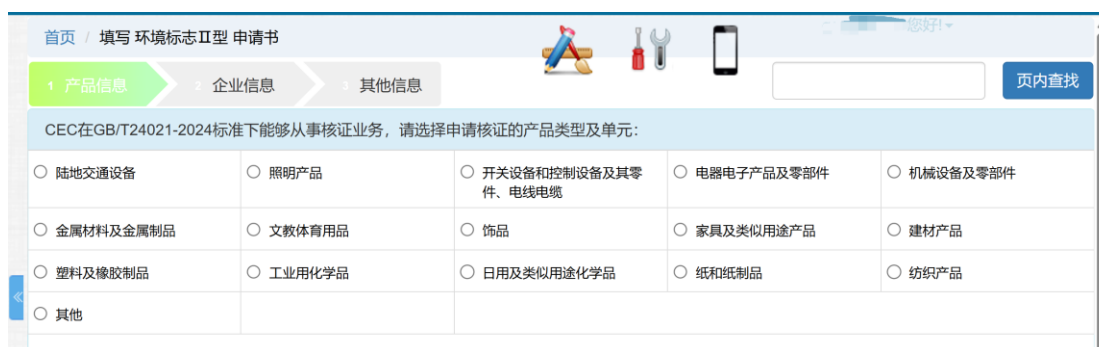 您好!
首页 / 填写 环境标志Ⅱ型 申请书
1 产品信息 2 企业信息 3 其他信息 页内查找
CEC在GB/T24021-2024标准下能够从事核证业务，请选择申请核证的产品类型及单元：
陆地交通设备 照明产品 开关设备和控制设备及其零件、电线电缆 电器电子产品及零部件 机械设备及零部件
金属材料及金属制品 文教体育用品 饰品 家具及类似用途产品 建材产品
塑料及橡胶制品 工业用化学品 日用及类似用途化学品 纸和纸制品 纺织产品
其他